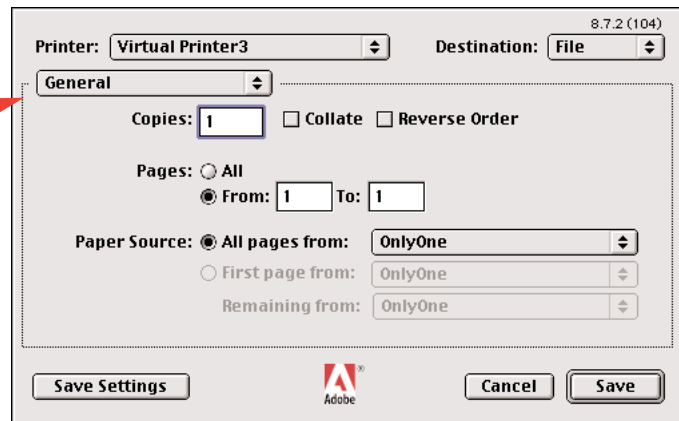 8.7.2 (104)
Printer: Virtual Printer3 Destination: File
General
Copies: 1 Collate Reverse Order
Pages: All
From: 1 To: 1
Paper Source: All pages from: OnlyOne
First page from: OnlyOne
Remaining from: OnlyOne
Save Settings Adobe® Cancel Save